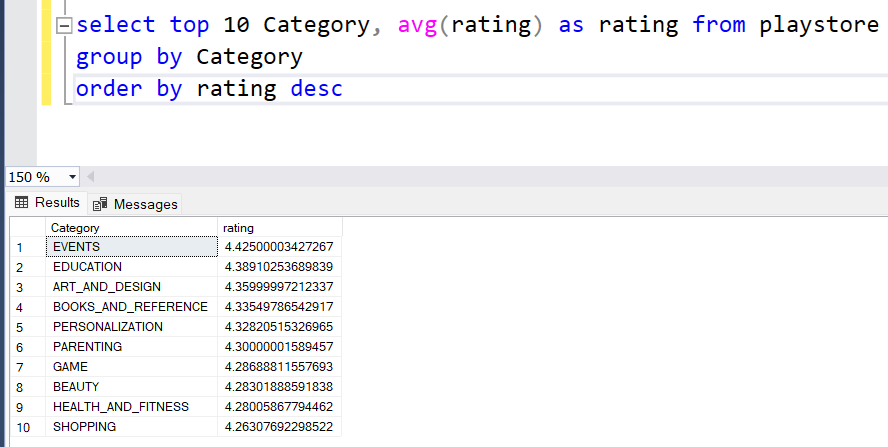 select top 10 Category, avg(rating) as rating from playstore
group by Category
order by rating desc
150 %
Results Messages
Category rating
1 EVENTS 4.42500003427267
2 EDUCATION 4.38910253689839
3 ART_AND_DESIGN 4.35999997212337
4 BOOKS_AND_REFERENCE 4.33549786542917
5 PERSONALIZATION 4.32820515326965
6 PARENTING 4.30000001589457
7 GAME 4.28688811557693
8 BEAUTY 4.28301888591838
9 HEALTH_AND_FITNESS 4.28005867794462
10 SHOPPING 4.26307692298522